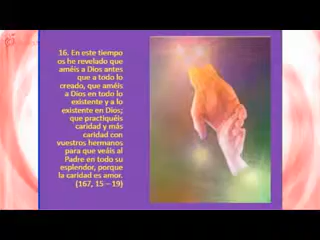 16. En este tiempo
os he revelado que
améis a Dios antes
que a todo lo
creado, que améis
a Dios en todo lo
existente y a lo
existente en Dios;
que practiquéis
caridad y más
caridad con
vuestros hermanos
para que veáis al
Padre en todo su
esplendor, porque
la caridad es amor.
(167, 15 – 19)